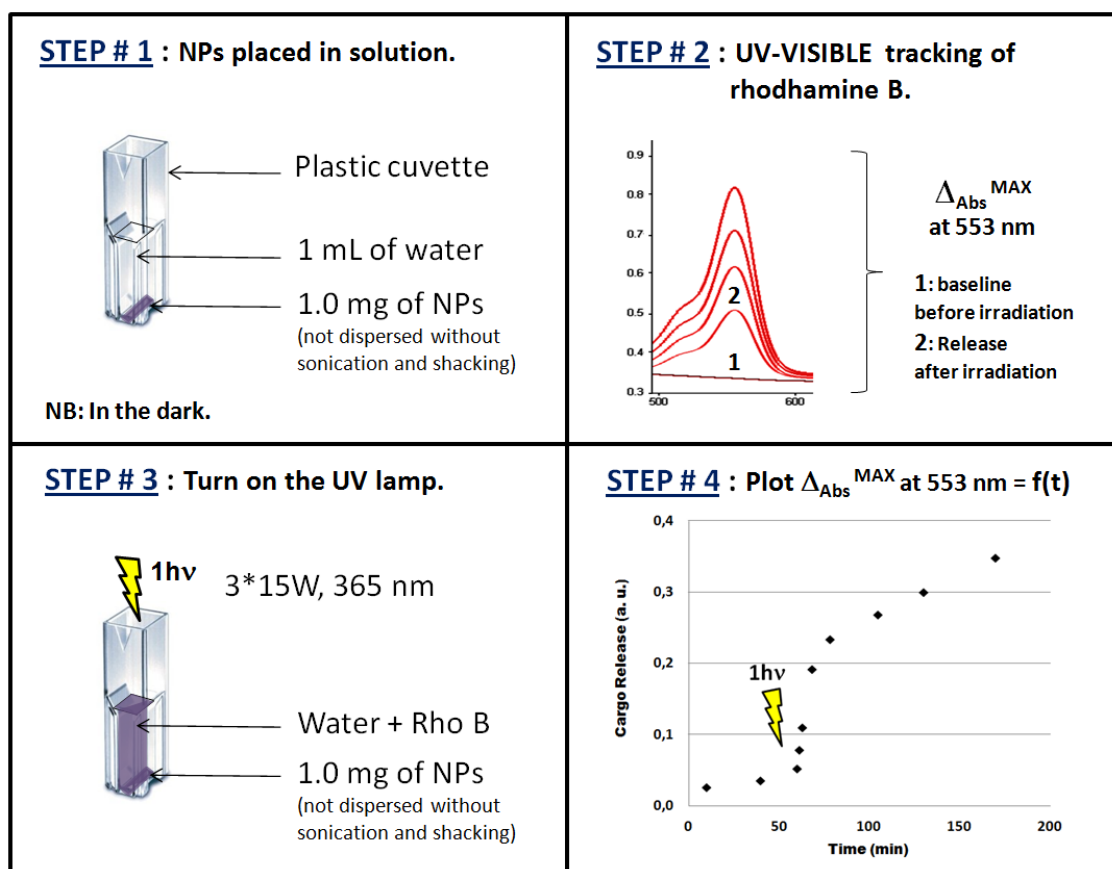 STEP # 1 : NPs placed in solution.
Plastic cuvette
1 mL of water
1.0 mg of NPs
(not dispersed without
sonication and shacking)
NB: In the dark.
STEP # 2 : UV-VISIBLE tracking of
rhodhamine B.
0.9
0.8
0.7
0.6
0.5
0.4
0.3
500
600
2
1
ΔAbs MAX
at 553 nm
1: baseline
before irradiation
2: Release
after irradiation
STEP # 3 : Turn on the UV lamp.
1hν
3*15W, 365 nm
Water + Rho B
1.0 mg of NPs
(not dispersed without
sonication and shacking)
STEP # 4 : Plot ΔAbs MAX at 553 nm = f(t)
Cargo Release (a. u.)
0,4
0,3
0,2
0,1
0,0
1hν
0
50
100
150
200
Time (min)